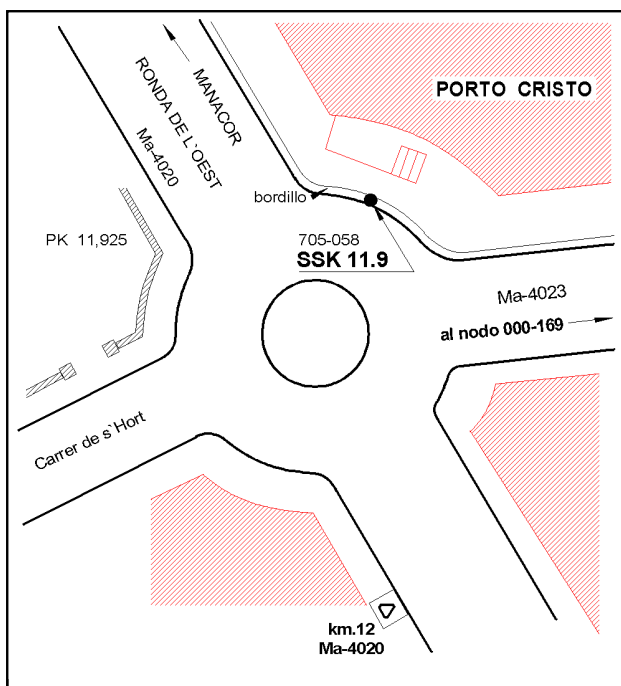 MANACOR
RONDA DE L`OEST
Ma-4020
PORTO CRISTO
bordillo
PK 11,925
705-058
SSK 11.9
Ma-4023
al nodo 000-169
Carrer de s`Hort
km.12
Ma-4020